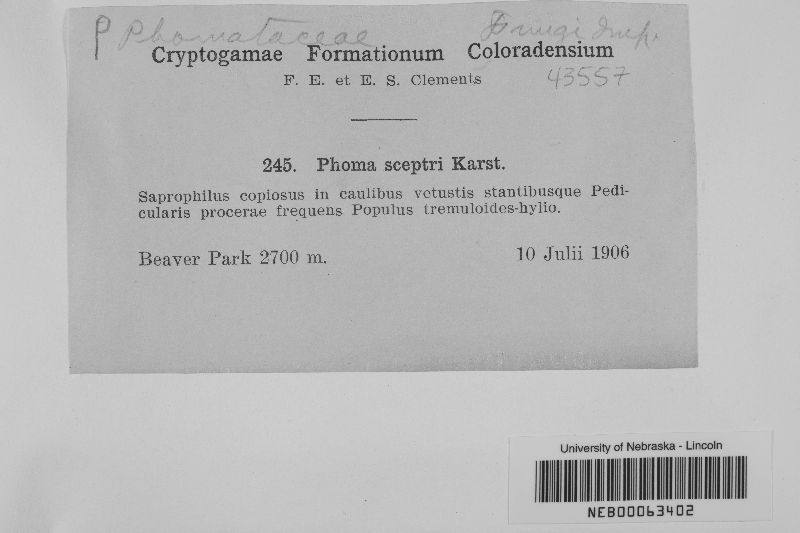 P Phomataceae Fungi Imp.
Cryptogamae Formationum Coloradensium
F. E. et E. S. Clements
43557
245. Phoma sceptri Karst.
Saprophilus copiosus in caulibus vetustis stantibusque Pedi-
cularis procerae frequens Populus tremuloides-hylio.
Beaver Park 2700 m. 10 Julii 1906
University of Nebraska - Lincoln
NEB00063402